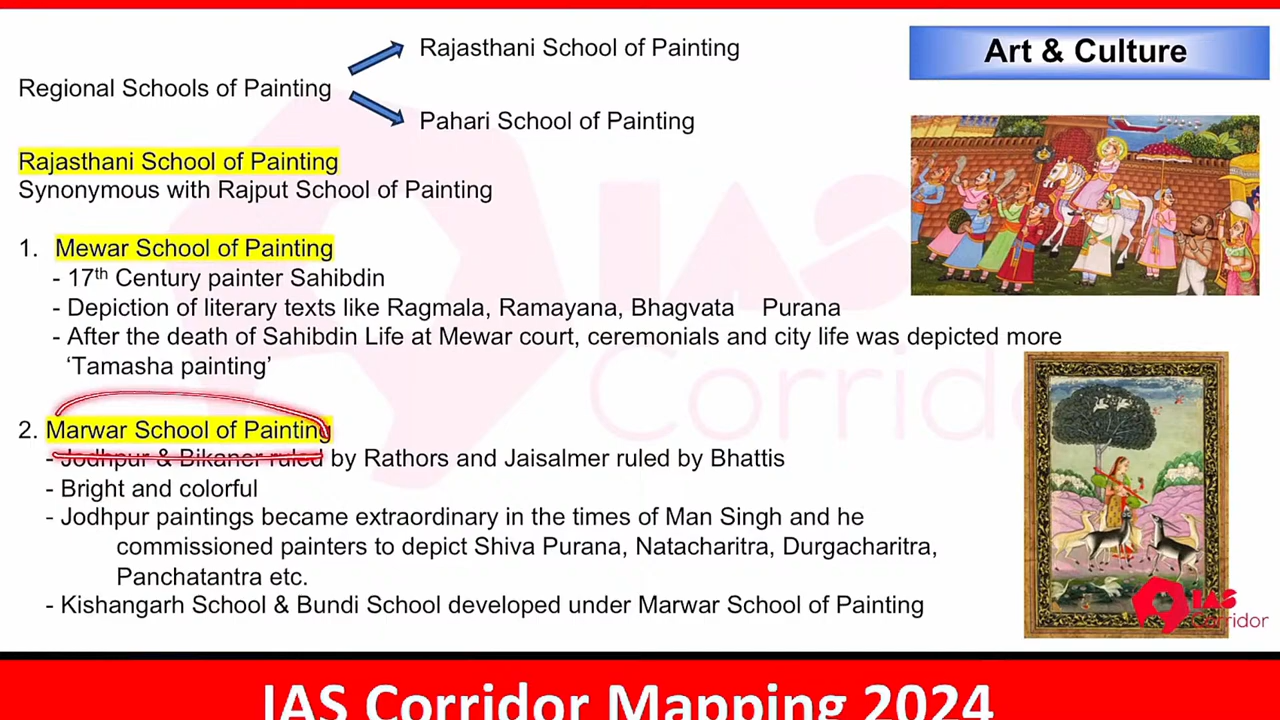 Rajasthani School of Painting
Art & Culture
Regional Schools of Painting
Pahari School of Painting
Rajasthani School of Painting
Synonymous with Rajput School of Painting
1. Mewar School of Painting
- 17th Century painter Sahibdin
- Depiction of literary texts like Ragmala, Ramayana, Bhagvata Purana
- After the death of Sahibdin Life at Mewar court, ceremonials and city life was depicted more
‘Tamasha painting’
2. Marwar School of Painting
- Jodhpur & Bikaner ruled by Rathors and Jaisalmer ruled by Bhattis
- Bright and colorful
- Jodhpur paintings became extraordinary in the times of Man Singh and he
commissioned painters to depict Shiva Purana, Natacharitra, Durgacharitra,
Panchatantra etc.
- Kishangarh School & Bundi School developed under Marwar School of Painting
IAS
Corridor
IAS
Corridor
IAS Corridor Mapping 2024